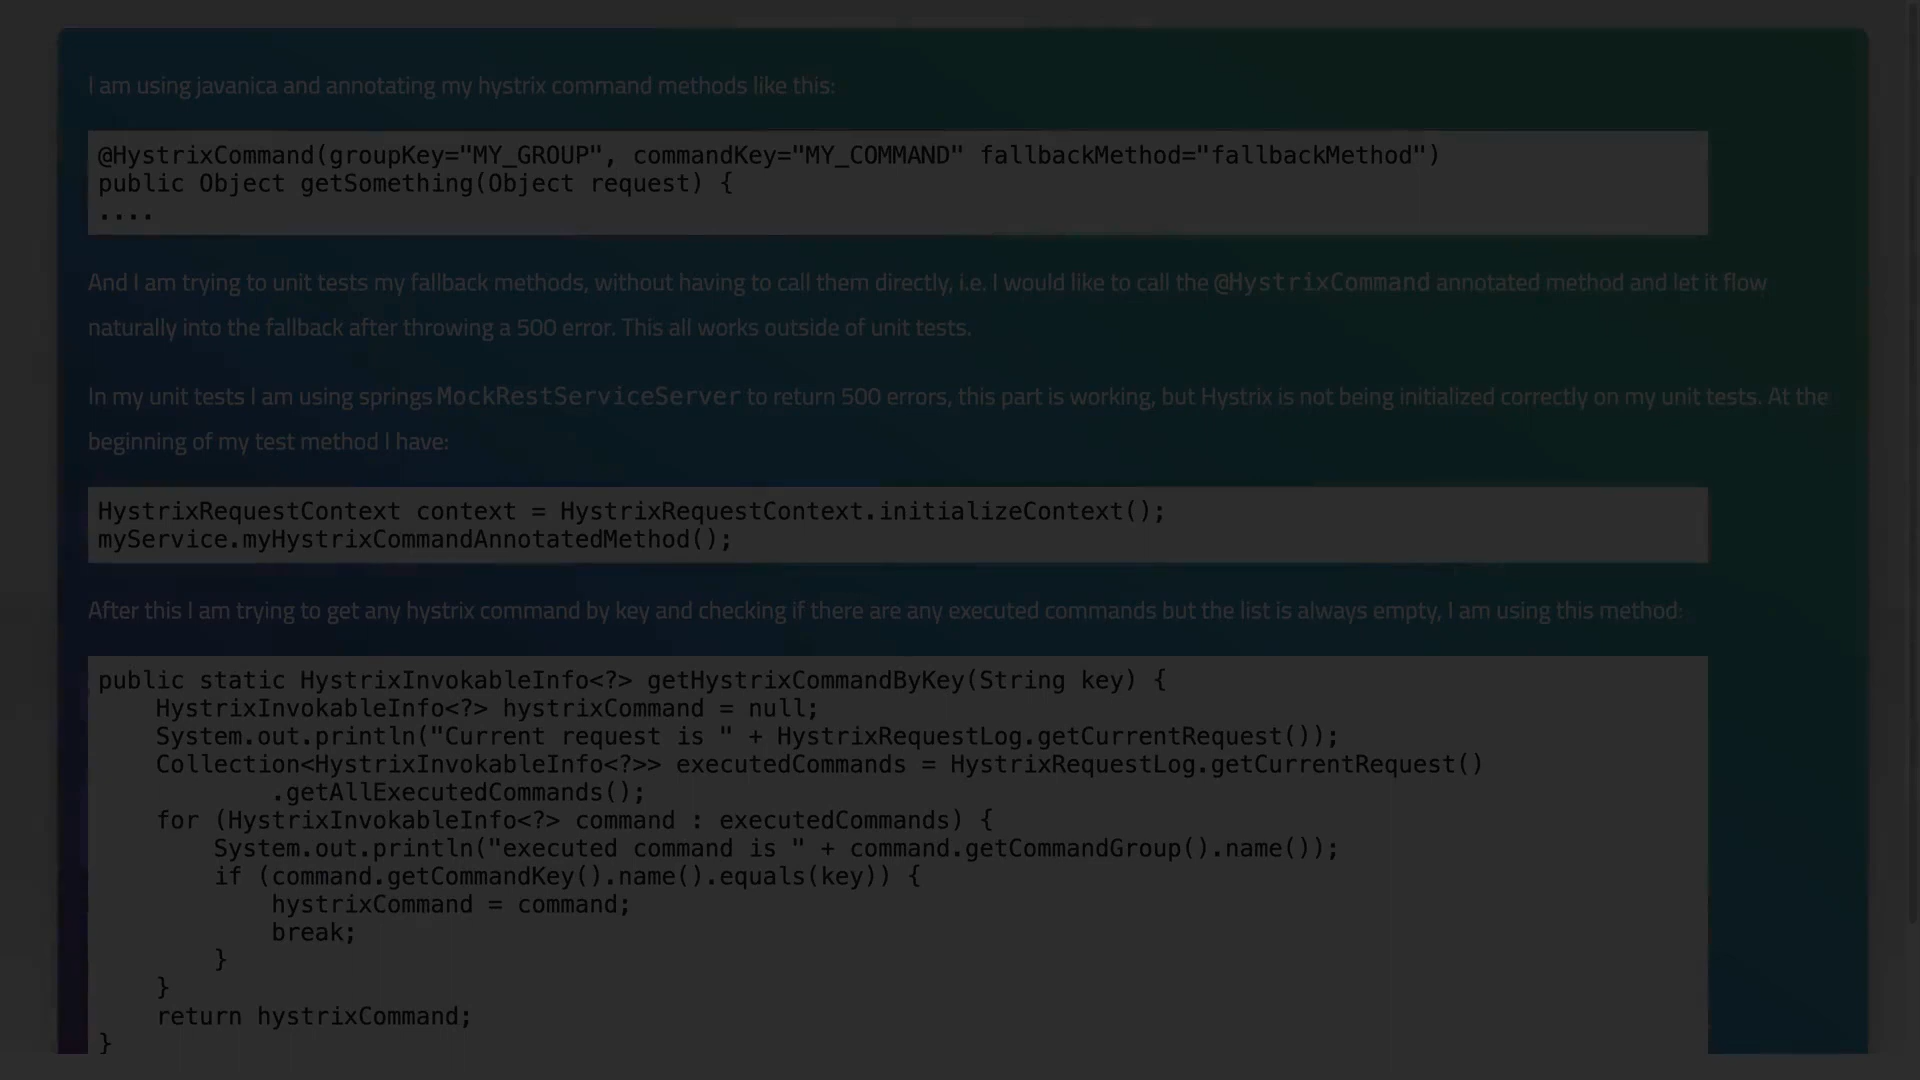 I am using javanica and annotating my hystrix command methods like this:
@HystrixCommand(groupKey="MY_GROUP", commandKey="MY_COMMAND" fallbackMethod="fallbackMethod")
public Object getSomething(Object request) {
....
And I am trying to unit tests my fallback methods, without having to call them directly, i.e. I would like to call the @HystrixCommand annotated method and let it flow
naturally into the fallback after throwing a 500 error. This all works outside of unit tests.
In my unit tests I am using springs MockRestServiceServer to return 500 errors, this part is working, but Hystrix is not being initialized correctly on my unit tests. At the
beginning of my test method I have:
HystrixRequestContext context = HystrixRequestContext.initializeContext();
myService.myHystrixCommandAnnotatedMethod();
After this I am trying to get any hystrix command by key and checking if there are any executed commands but the list is always empty, I am using this method:
public static HystrixInvokableInfo<?> getHystrixCommandByKey(String key) {
    HystrixInvokableInfo<?> hystrixCommand = null;
    System.out.println("Current request is " + HystrixRequestLog.getCurrentRequest());
    Collection<HystrixInvokableInfo<?>> executedCommands = HystrixRequestLog.getCurrentRequest()
            .getAllExecutedCommands();
    for (HystrixInvokableInfo<?> command : executedCommands) {
        System.out.println("executed command is " + command.getCommandGroup().name());
        if (command.getCommandKey().name().equals(key)) {
            hystrixCommand = command;
            break;
        }
    }
    return hystrixCommand;
}